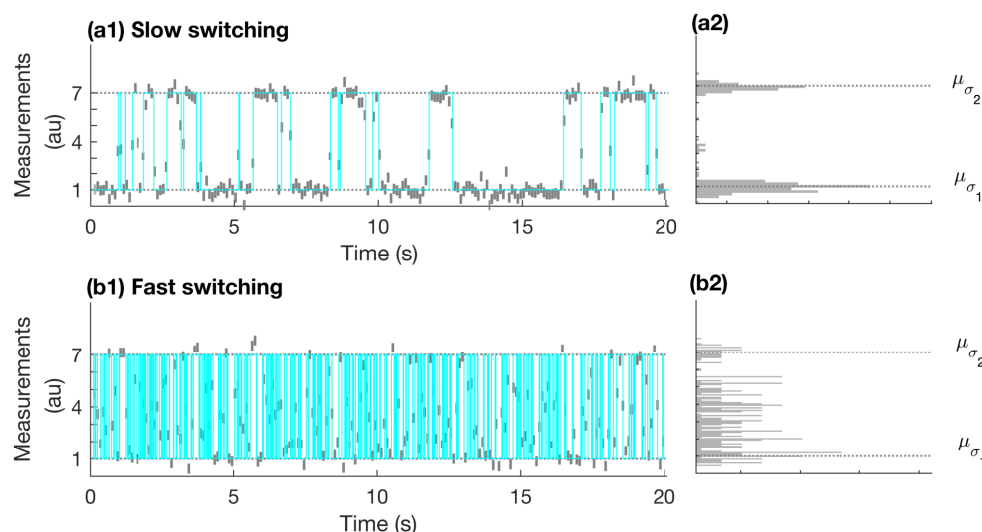 (a1) Slow switching
(a2)
Measurements
(au)
7
4
1
0
5
10
15
20
Time (s)
μσ2
μσ1
(b1) Fast switching
(b2)
Measurements
(au)
7
4
1
0
5
10
15
20
Time (s)
μσ2
μσ